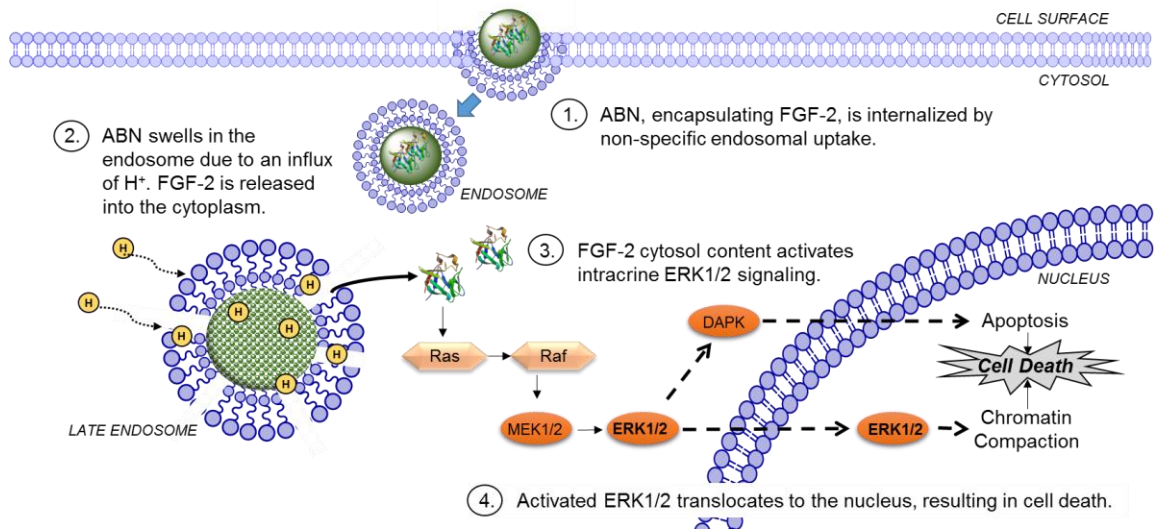 CELL SURFACE
CYTOSOL
1. ABN, encapsulating FGF-2, is internalized by
non-specific endosomal uptake.
2. ABN swells in the
endosome due to an influx
of H⁺. FGF-2 is released
into the cytoplasm.
ENDOSOME
3. FGF-2 cytosol content activates
intracrine ERK1/2 signaling.
NUCLEUS
H
H
H
H
H
H
H
H
LATE ENDOSOME
DAPK
Apoptosis
Cell Death
Ras
Raf
MEK1/2
ERK1/2
ERK1/2
Chromatin
Compaction
4. Activated ERK1/2 translocates to the nucleus, resulting in cell death.